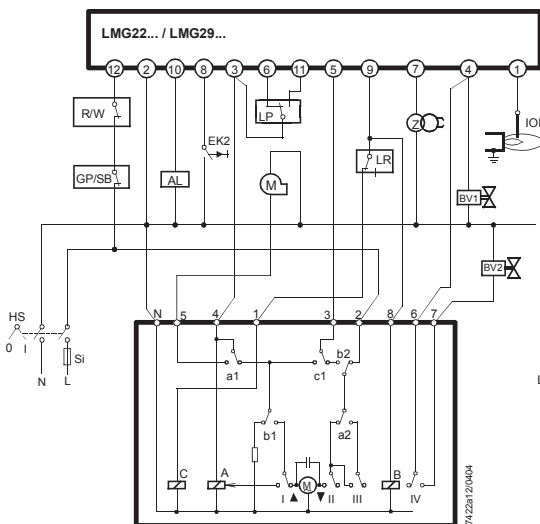 LMG22... / LMG29...
12 2 10 8 3 6 11 5 9 7 4 1
R/W
LP
Z
ION
EK2
GP/SB
AL
M
LR
BV1
BV2
HS
0 I
Si
N L
N 5 4 1 3 2 8 6 7
a1
c1
b2
b1
a2
C
A
M
B
I
II
III
IV
7422a12/0404